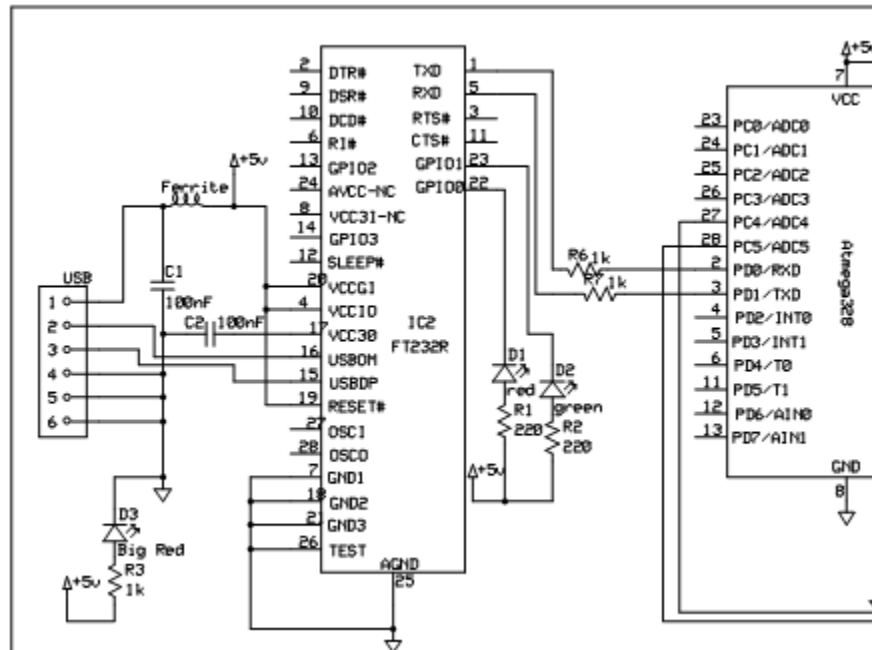 +5v
7
VCC
2 DTR# TXD 1
9 DSR# RXD 5
10 DCD# RTS# 3
6 RI# CTS# 11
13 GPIO2 GPIO1 23
24 AVCC-NC GPIO0 22
8 VCC3I-NC
14 GPIO3
12 SLEEP#
20 VCCGI
4 VCCIO
17 VCC30
16 USBDM
15 USBDP
19 RESET#
27 OSCI
28 OSCO
7 GND1
18 GND2
21 GND3
26 TEST
AGND
25
IC2
FT232R
+5v
Ferrite
C1
100nF
C2 100nF
USB
1
2
3
4
5
6
D3
Big Red
R3
1k
+5v
D1
red
R1
220
D2
green
R2
220
+5v
R6 1k
R7 1k
23 PC0/ADC0
24 PC1/ADC1
25 PC2/ADC2
26 PC3/ADC3
27 PC4/ADC4
28 PC5/ADC5
2 PD0/RXD
3 PD1/TXD
4 PD2/INT0
5 PD3/INT1
6 PD4/T0
11 PD5/T1
12 PD6/AIN0
13 PD7/AIN1
Atmega328
GND
8